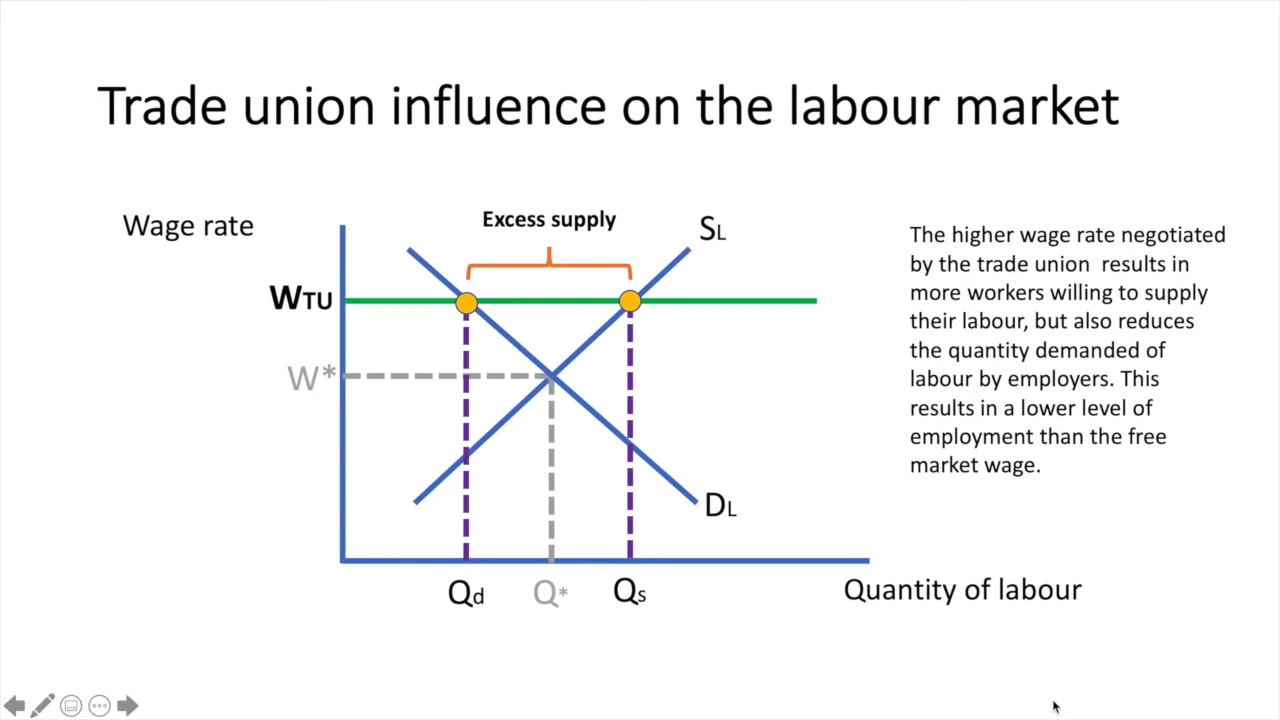 Trade union influence on the labour market
Wage rate
Excess supply
SL
WTU
W*
DL
Qd
Q*
Qs
Quantity of labour
The higher wage rate negotiated
by the trade union results in
more workers willing to supply
their labour, but also reduces
the quantity demanded of
labour by employers. This
results in a lower level of
employment than the free
market wage.